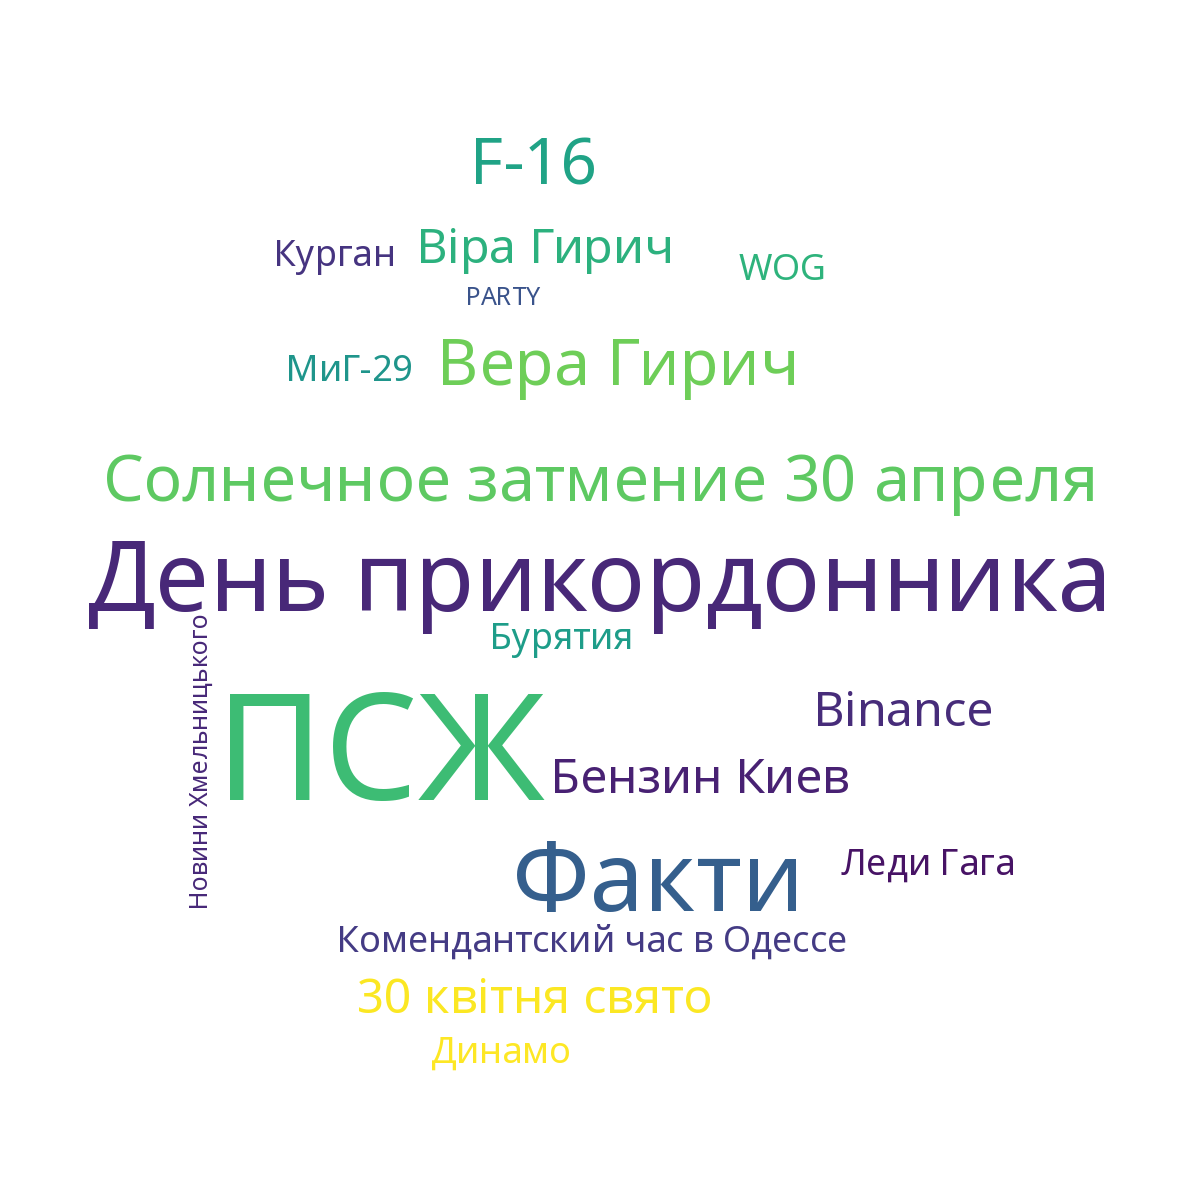 F-16
Курган
Віра Гирич
WOG
PARTY
МиГ-29
Вера Гирич
Солнечное затмение 30 апреля
День прикордонника
Бурятия
Новини Хмельницького
ПСЖ
Binance
Бензин Киев
Факти
Леди Гага
Комендантский час в Одессе
30 квітня свято
Динамо